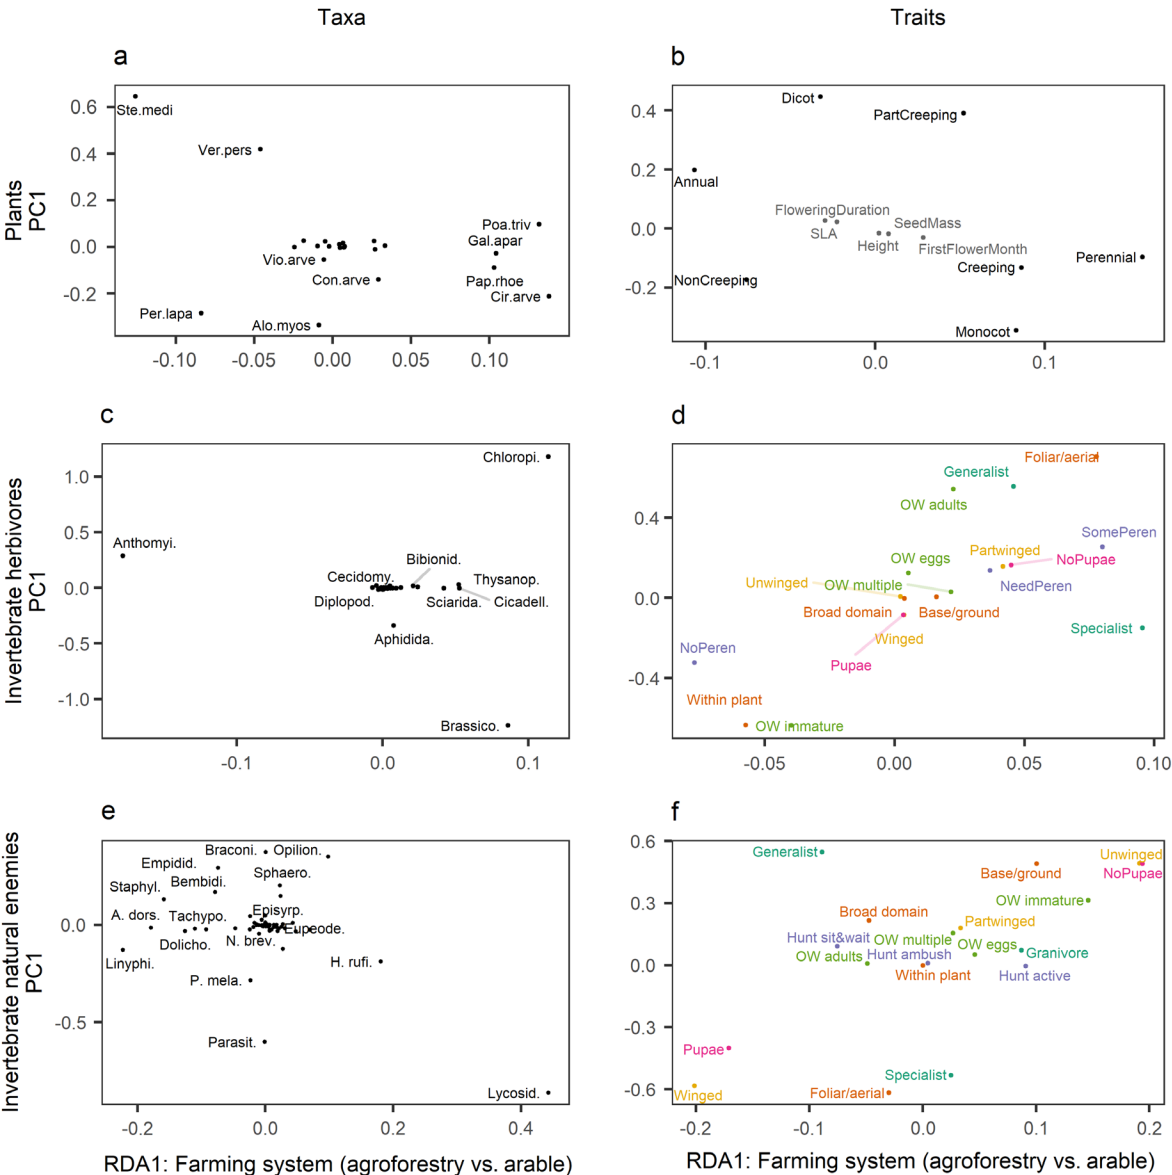 Taxa
Traits
a
b
Plants
PC1
0.6
0.4
0.2
0.0
-0.2
Ste.medi
Ver.pers
Poa.triv
Gal.apar
Vio.arve
Con.arve
Pap.rhoe
Cir.arve
Per.lapa
Alo.myos
-0.10
-0.05
0.00
0.05
0.10
0.4
0.2
0.0
-0.2
Dicot
PartCreeping
Annual
FloweringDuration
SLA
SeedMass
Height
FirstFlowerMonth
Creeping
Perennial
NonCreeping
Monocot
-0.1
0.0
0.1
c
d
Invertebrate herbivores
PC1
1.0
0.5
0.0
-0.5
-1.0
Chloropi.
Anthomyi.
Bibionid.
Cecidomy.
Thysanop.
Diplopod.
Sciarida.
Cicadell.
Aphidida.
Brassico.
-0.1
0.0
0.1
0.4
0.0
-0.4
Foliar/aerial
Generalist
OW adults
SomePeren
Partwinged
NoPupae
OW eggs
Unwinged
OW multiple
NeedPeren
Broad domain
Base/ground
Specialist
Winged
NoPeren
Pupae
Within plant
OW immature
-0.05
0.00
0.05
0.10
e
f
Invertebrate natural enemies
PC1
0.0
-0.5
Braconi.
Opilion.
Empidid.
Sphaero.
Bembidi.
Staphyl.
Episyrp.
A. dors.
Tachypo.
Eupeode.
Dolicho.
N. brev.
Linyphi.
H. rufi.
P. mela.
Parasit.
Lycosid.
-0.2
0.0
0.2
0.4
0.6
0.3
0.0
-0.3
-0.6
Generalist
Unwinged
Base/ground
NoPupae
OW immature
Broad domain
Partwinged
Hunt sit&wait
OW multiple
OW eggs
OW adults
Hunt ambush
Granivore
Within plant
Hunt active
Pupae
Specialist
Winged
Foliar/aerial
-0.2
-0.1
0.0
0.1
0.2
RDA1: Farming system (agroforestry vs. arable)
RDA1: Farming system (agroforestry vs. arable)